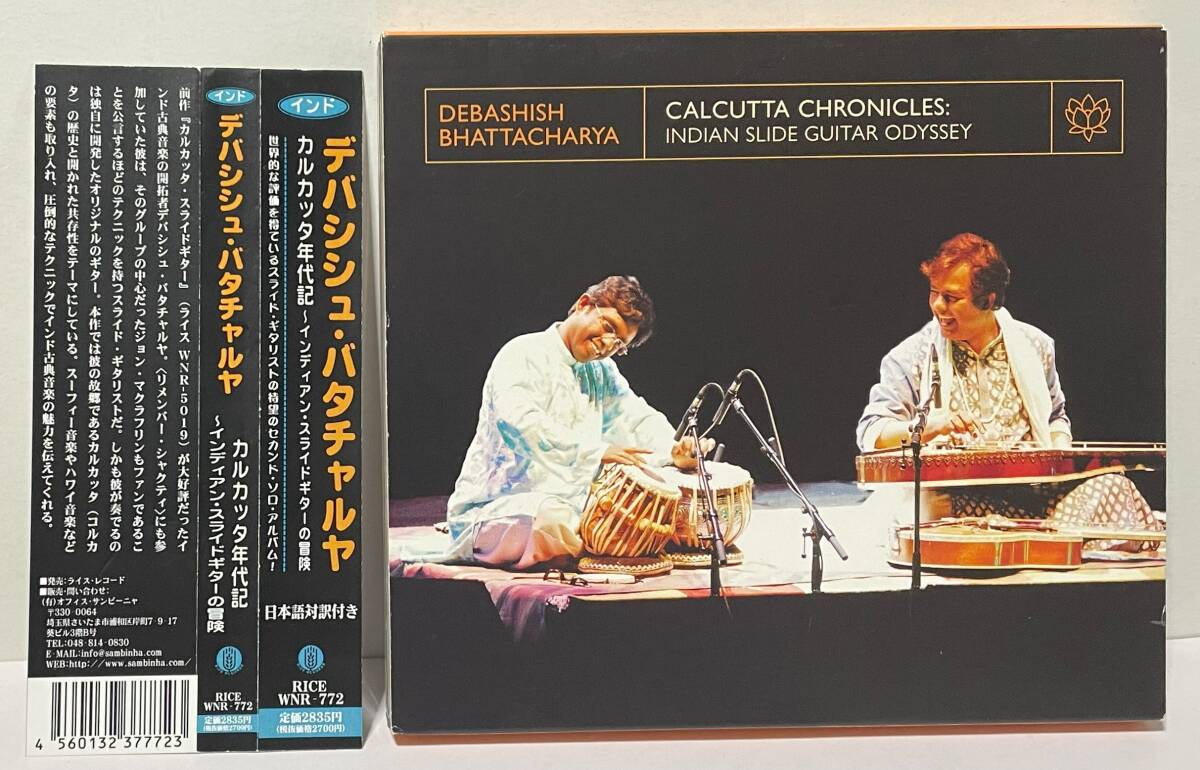 前作『カルカッタ・スライドギター』(ライス WNR-5019)が大好評だったイ
ンド古典音楽の開拓者デバシシュ・バタチャルヤ。〈リメンバー・シャクティ〉にも参
加していた彼は、そのグループの中心だったジョン・マクラフリンもファンであるこ
とを公言するほどのテクニックを持つスライド・ギタリストだ。しかも彼が奏でるの
は独自に開発したオリジナルのギター。本作では彼の故郷であるカルカッタ(コルカ
タ)の歴史と開かれた共存性をテーマにしている。スーフィー音楽やハワイ音楽など
の要素も取り入れ、圧倒的なテクニックでインド古典音楽の魅力を伝えてくれる。
■発売:ライス・レコード
■販売・問い合わせ:
(有)オフィス・サンビーニャ
〒330-0064
埼玉県さいたま市浦和区岸町7-9-17
葵ビル3階B号
TEL:048-814-0830
E-MAIL:info@sambinha.com
WEB:http://www.sambinha.com/
4 560132 377723
インド
デバシシュ・バタチャルヤ
カルカッタ年代記
～インディアン・スライドギターの冒険
RICE
WNR-772
定価2835円
(税抜価格2700円)
インド
デバシシュ・バタチャルヤ
カルカッタ年代記～インディアン・スライドギターの冒険
世界的な評価を得ているスライド・ギタリストの待望のセカンド・ソロ・アルバム！
日本語対訳付き
RICE
WNR-772
定価2835円
(税抜価格2700円)
DEBASHISH
BHATTACHARYA
CALCUTTA CHRONICLES:
INDIAN SLIDE GUITAR ODYSSEY